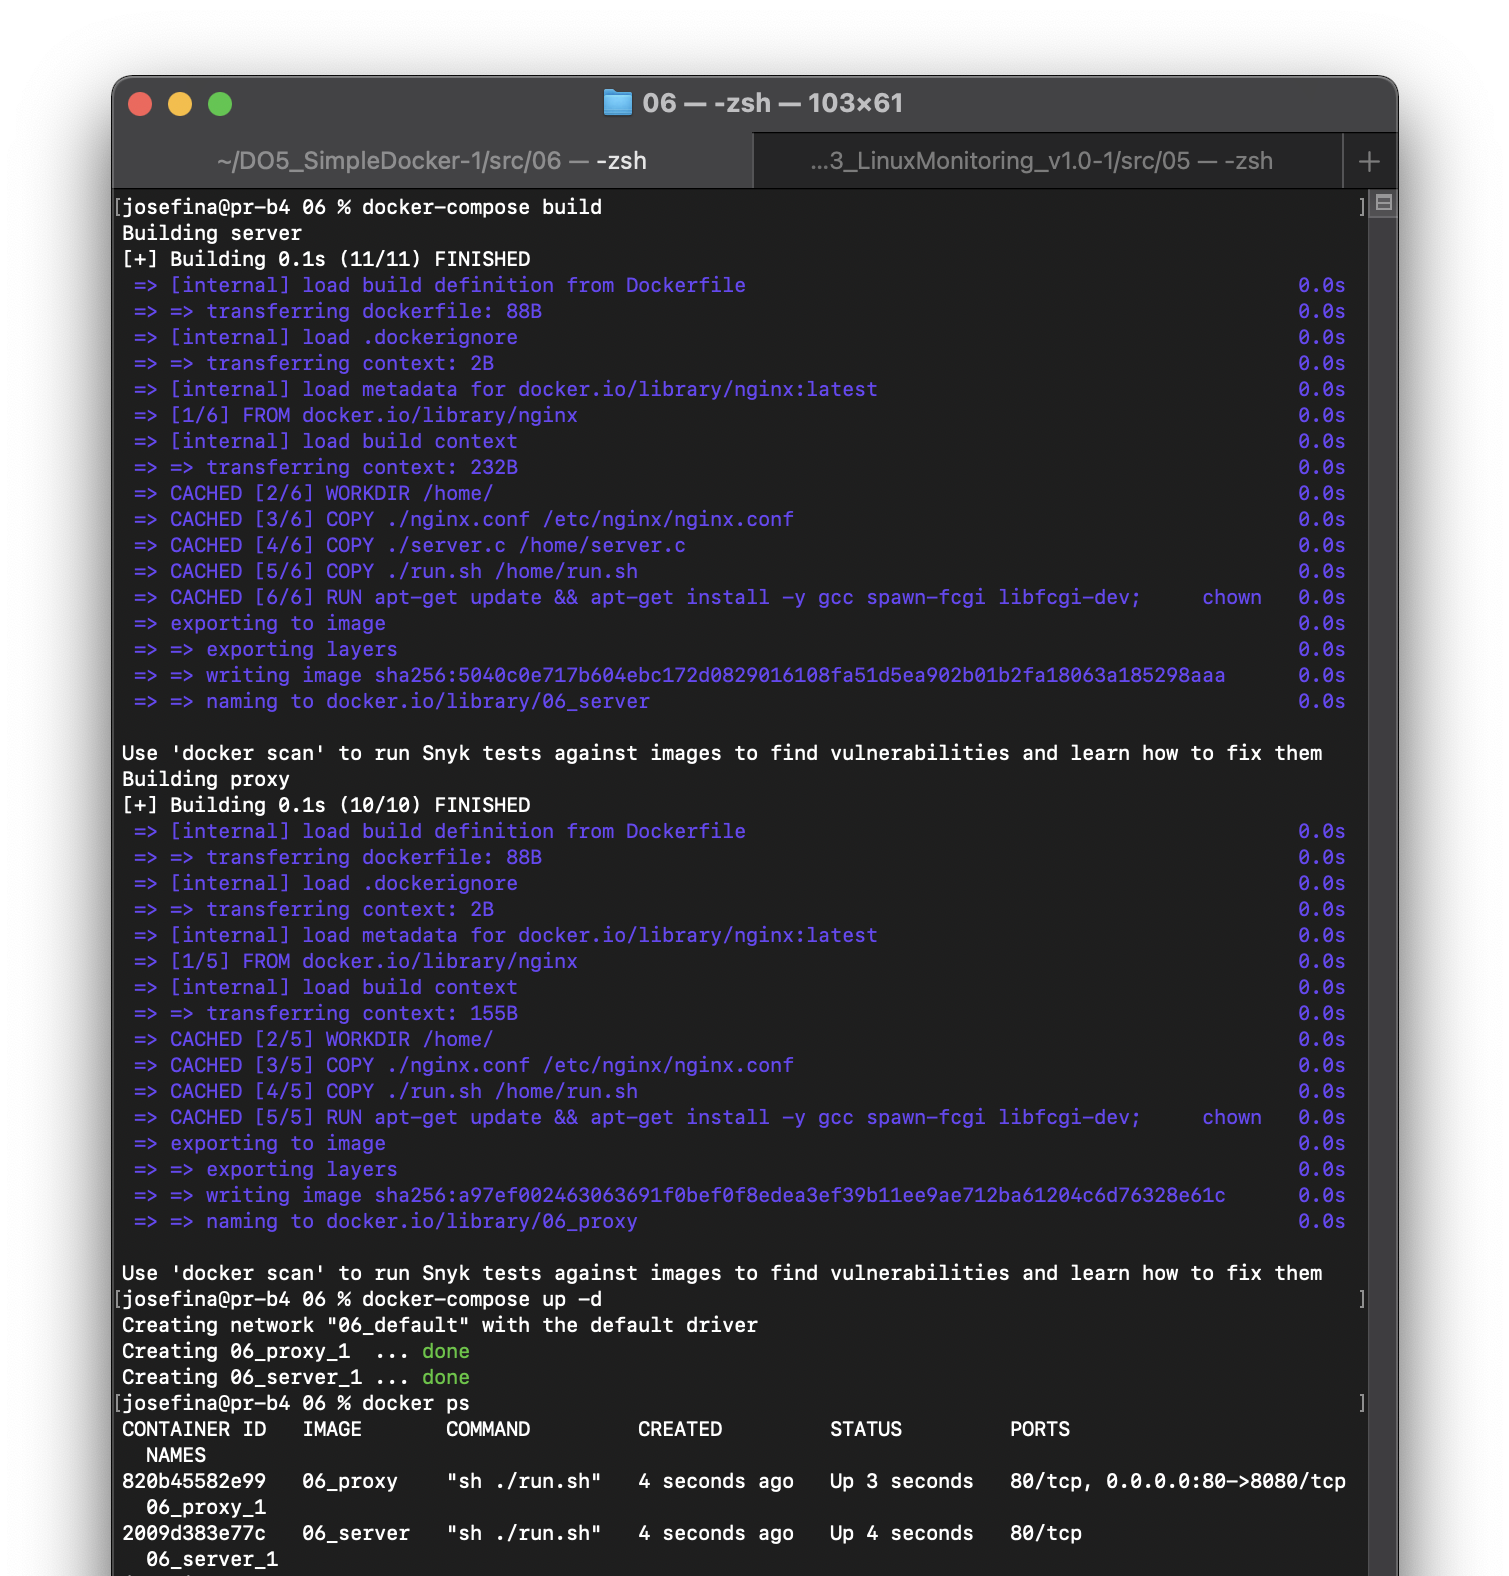 06 — -zsh — 103×61
~/DO5_SimpleDocker-1/src/06 — -zsh
...3_LinuxMonitoring_v1.0-1/src/05 — -zsh
+
[josefina@pr-b4 06 % docker-compose build ]
Building server
[+] Building 0.1s (11/11) FINISHED
=> [internal] load build definition from Dockerfile 0.0s
=> => transferring dockerfile: 88B 0.0s
=> [internal] load .dockerignore 0.0s
=> => transferring context: 2B 0.0s
=> [internal] load metadata for docker.io/library/nginx:latest 0.0s
=> [1/6] FROM docker.io/library/nginx 0.0s
=> [internal] load build context 0.0s
=> => transferring context: 232B 0.0s
=> CACHED [2/6] WORKDIR /home/ 0.0s
=> CACHED [3/6] COPY ./nginx.conf /etc/nginx/nginx.conf 0.0s
=> CACHED [4/6] COPY ./server.c /home/server.c 0.0s
=> CACHED [5/6] COPY ./run.sh /home/run.sh 0.0s
=> CACHED [6/6] RUN apt-get update && apt-get install -y gcc spawn-fcgi libfcgi-dev; chown 0.0s
=> exporting to image 0.0s
=> => exporting layers 0.0s
=> => writing image sha256:5040c0e717b604ebc172d0829016108fa51d5ea902b01b2fa18063a185298aaa 0.0s
=> => naming to docker.io/library/06_server 0.0s
Use 'docker scan' to run Snyk tests against images to find vulnerabilities and learn how to fix them
Building proxy
[+] Building 0.1s (10/10) FINISHED
=> [internal] load build definition from Dockerfile 0.0s
=> => transferring dockerfile: 88B 0.0s
=> [internal] load .dockerignore 0.0s
=> => transferring context: 2B 0.0s
=> [internal] load metadata for docker.io/library/nginx:latest 0.0s
=> [1/5] FROM docker.io/library/nginx 0.0s
=> [internal] load build context 0.0s
=> => transferring context: 155B 0.0s
=> CACHED [2/5] WORKDIR /home/ 0.0s
=> CACHED [3/5] COPY ./nginx.conf /etc/nginx/nginx.conf 0.0s
=> CACHED [4/5] COPY ./run.sh /home/run.sh 0.0s
=> CACHED [5/5] RUN apt-get update && apt-get install -y gcc spawn-fcgi libfcgi-dev; chown 0.0s
=> exporting to image 0.0s
=> => exporting layers 0.0s
=> => writing image sha256:a97ef002463063691f0bef0f8edea3ef39b11ee9ae712ba61204c6d76328e61c 0.0s
=> => naming to docker.io/library/06_proxy 0.0s
Use 'docker scan' to run Snyk tests against images to find vulnerabilities and learn how to fix them
[josefina@pr-b4 06 % docker-compose up -d ]
Creating network "06_default" with the default driver
Creating 06_proxy_1 ... done
Creating 06_server_1 ... done
[josefina@pr-b4 06 % docker ps ]
CONTAINER ID IMAGE COMMAND CREATED STATUS PORTS
NAMES
820b45582e99 06_proxy "sh ./run.sh" 4 seconds ago Up 3 seconds 80/tcp, 0.0.0.0:80->8080/tcp
06_proxy_1
2009d383e77c 06_server "sh ./run.sh" 4 seconds ago Up 4 seconds 80/tcp
06_server_1